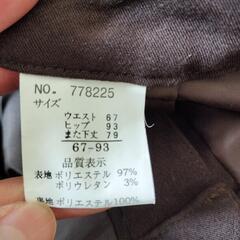 NO. 778225
サイズ
ウエスト 67
ヒップ 93
また下丈 79
67-93
品質表示
表地 ポリエステル 97%
ポリウレタン 3%
裏地 ポリエステル100%